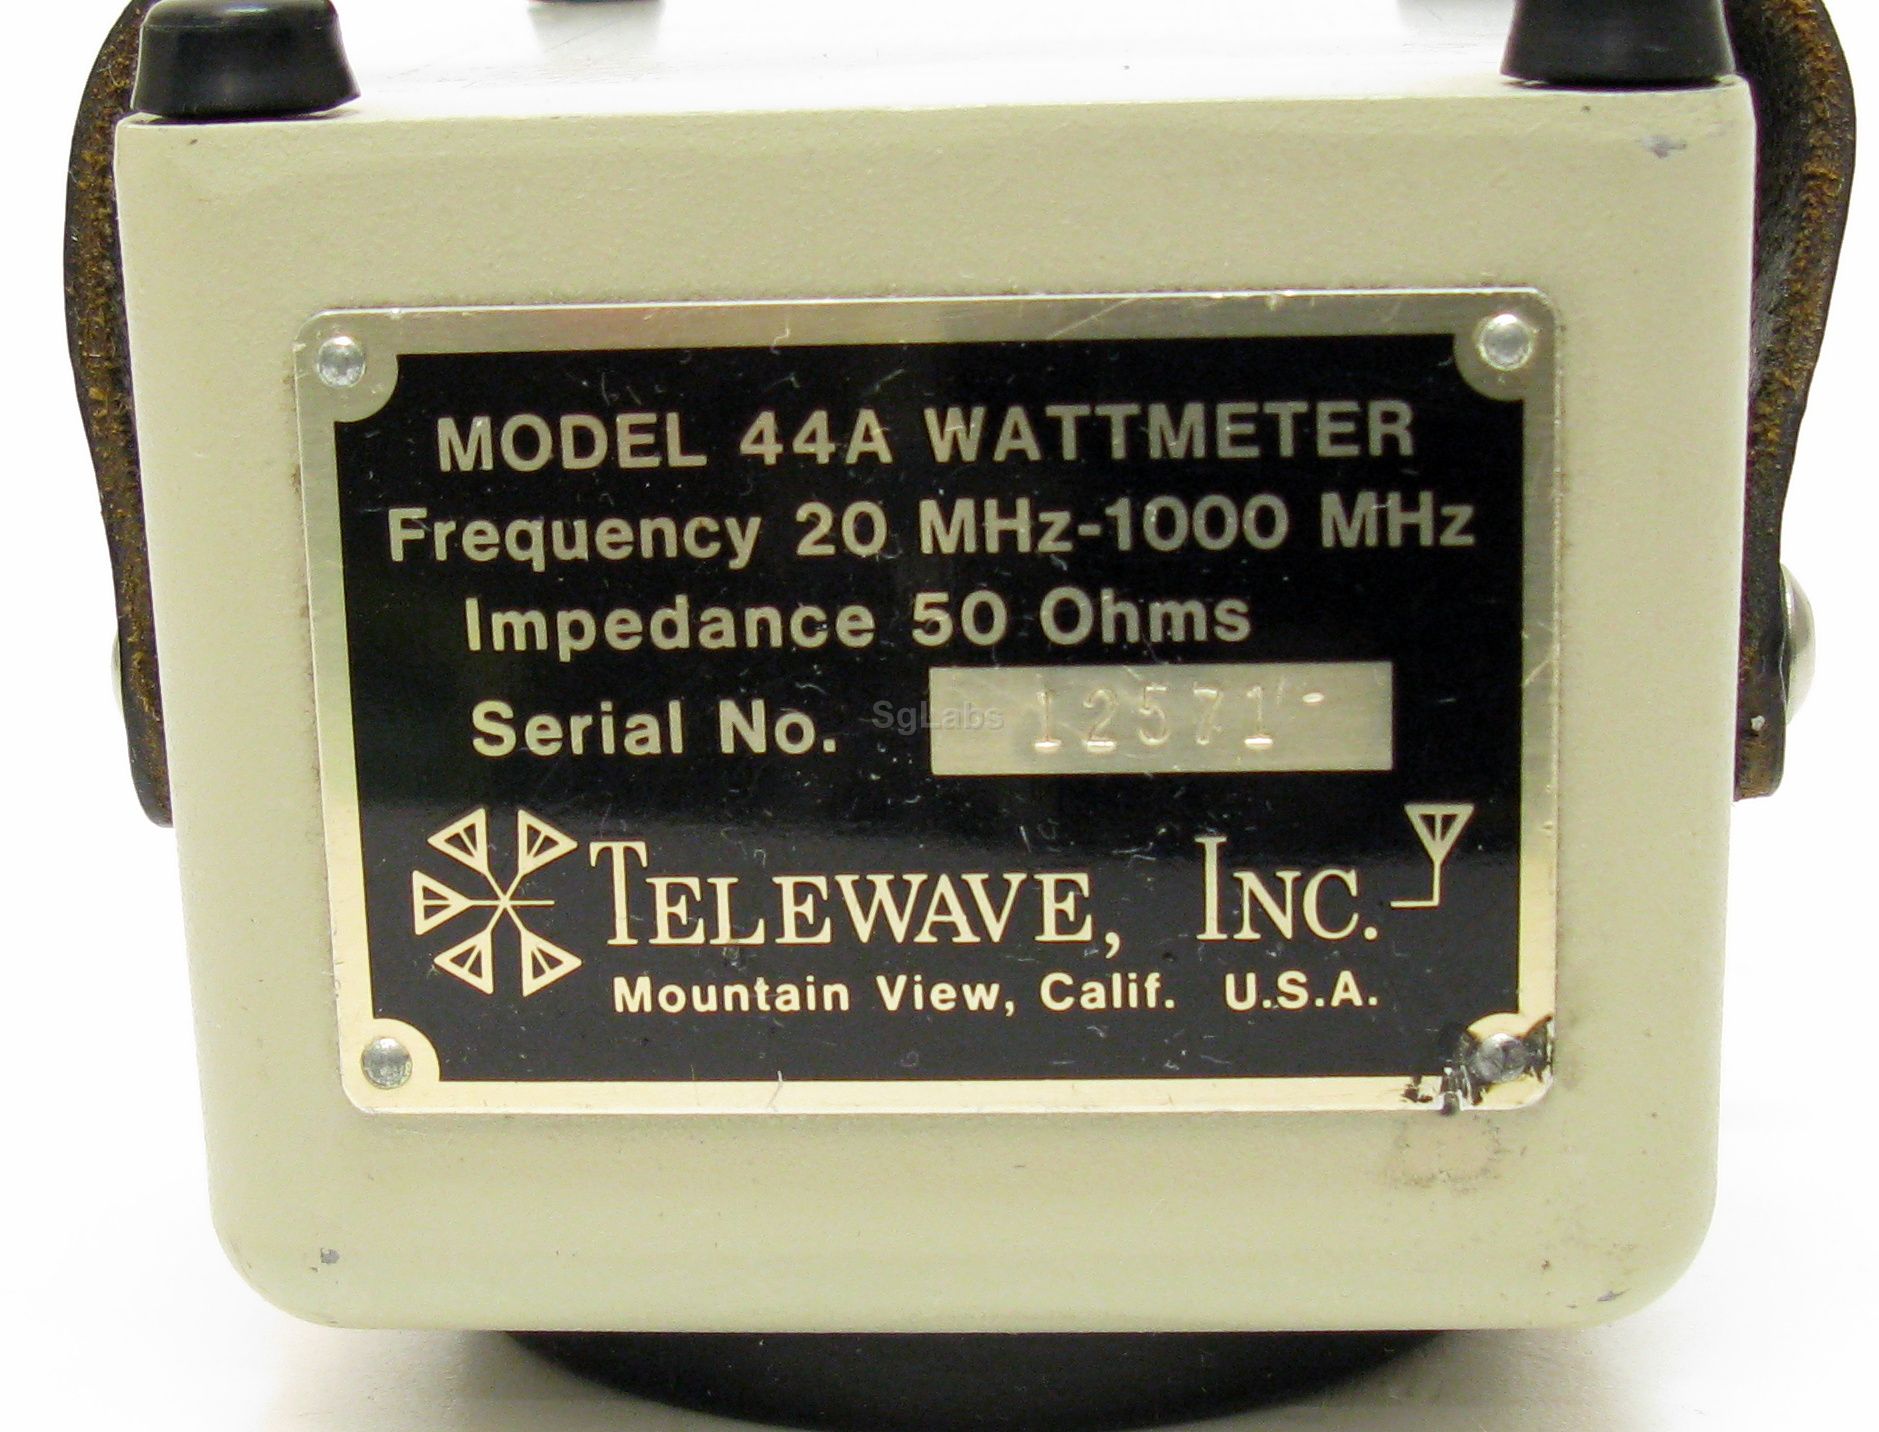 MODEL 44A WATTMETER
Frequency 20 MHz-1000 MHz
Impedance 50 Ohms
Serial No. 12571
SgLabs
TELEWAVE, INC.
Mountain View, Calif. U.S.A.